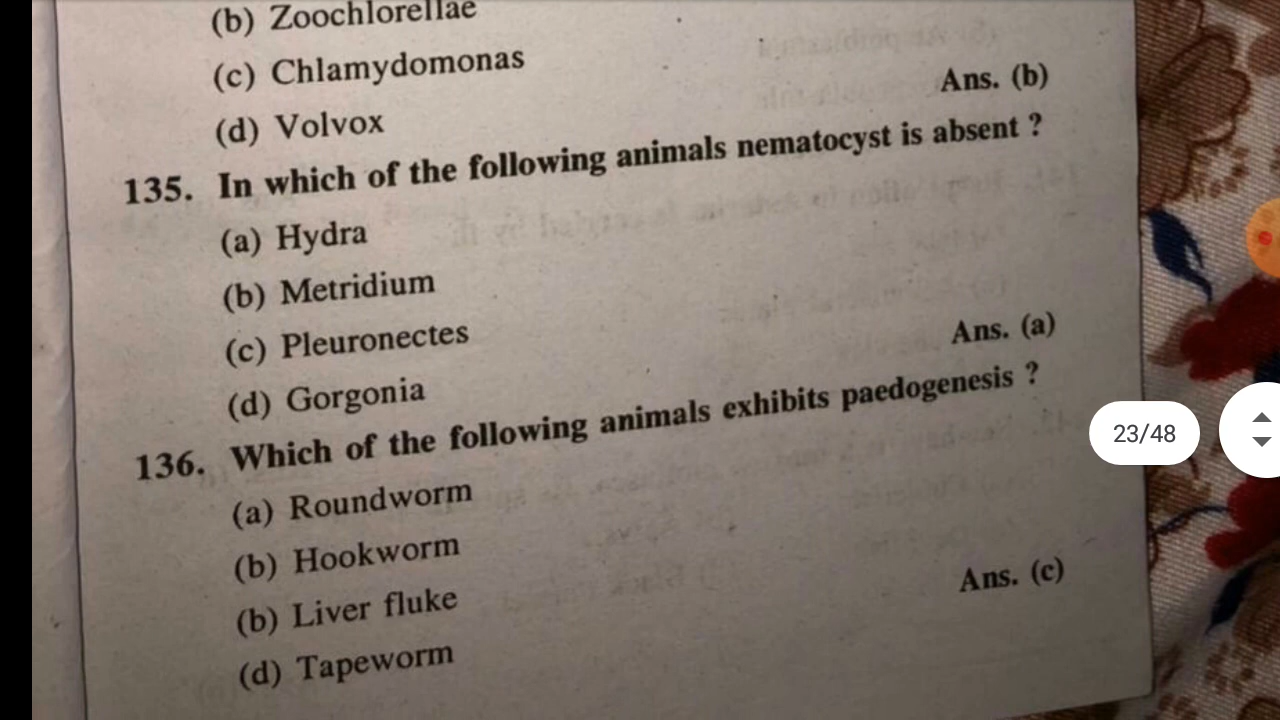 (b) Zoochlorellae
(c) Chlamydomonas
(d) Volvox
Ans. (b)
135. In which of the following animals nematocyst is absent ?
(a) Hydra
(b) Metridium
(c) Pleuronectes
(d) Gorgonia
Ans. (a)
136. Which of the following animals exhibits paedogenesis ?
(a) Roundworm
(b) Hookworm
(b) Liver fluke
(d) Tapeworm
Ans. (c)
23/48